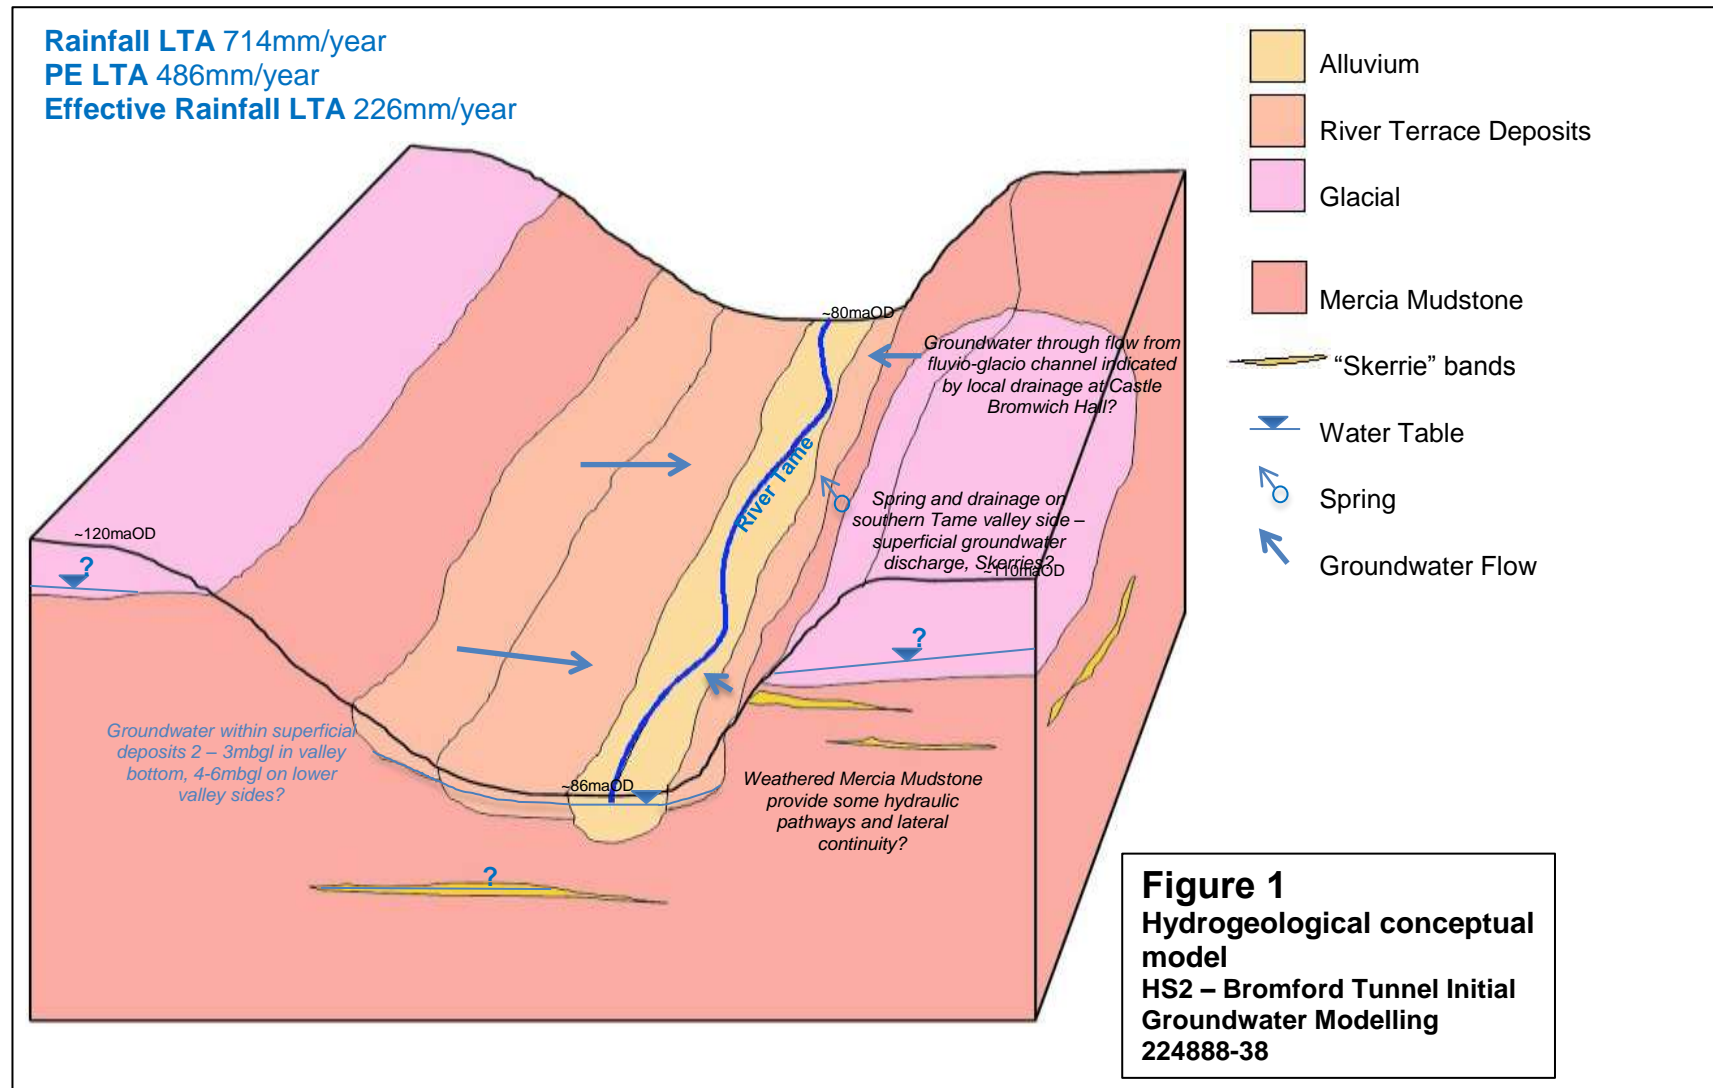 Rainfall LTA 714mm/year
PE LTA 486mm/year
Effective Rainfall LTA 226mm/year
Alluvium
River Terrace Deposits
Glacial
Mercia Mudstone
“Skerrie” bands
Water Table
Spring
Groundwater Flow
~80maOD
Groundwater through flow from
fluvio-glacio channel indicated
by local drainage at Castle
Bromwich Hall?
River Tame
Spring and drainage on
southern Tame valley side –
superficial groundwater
discharge, Skerries?
~110maOD
~120maOD
?
?
Groundwater within superficial
deposits 2 – 3mbgl in valley
bottom, 4-6mbgl on lower
valley sides?
~86maOD
Weathered Mercia Mudstone
provide some hydraulic
pathways and lateral
continuity?
?
Figure 1
Hydrogeological conceptual
model
HS2 – Bromford Tunnel Initial
Groundwater Modelling
224888-38